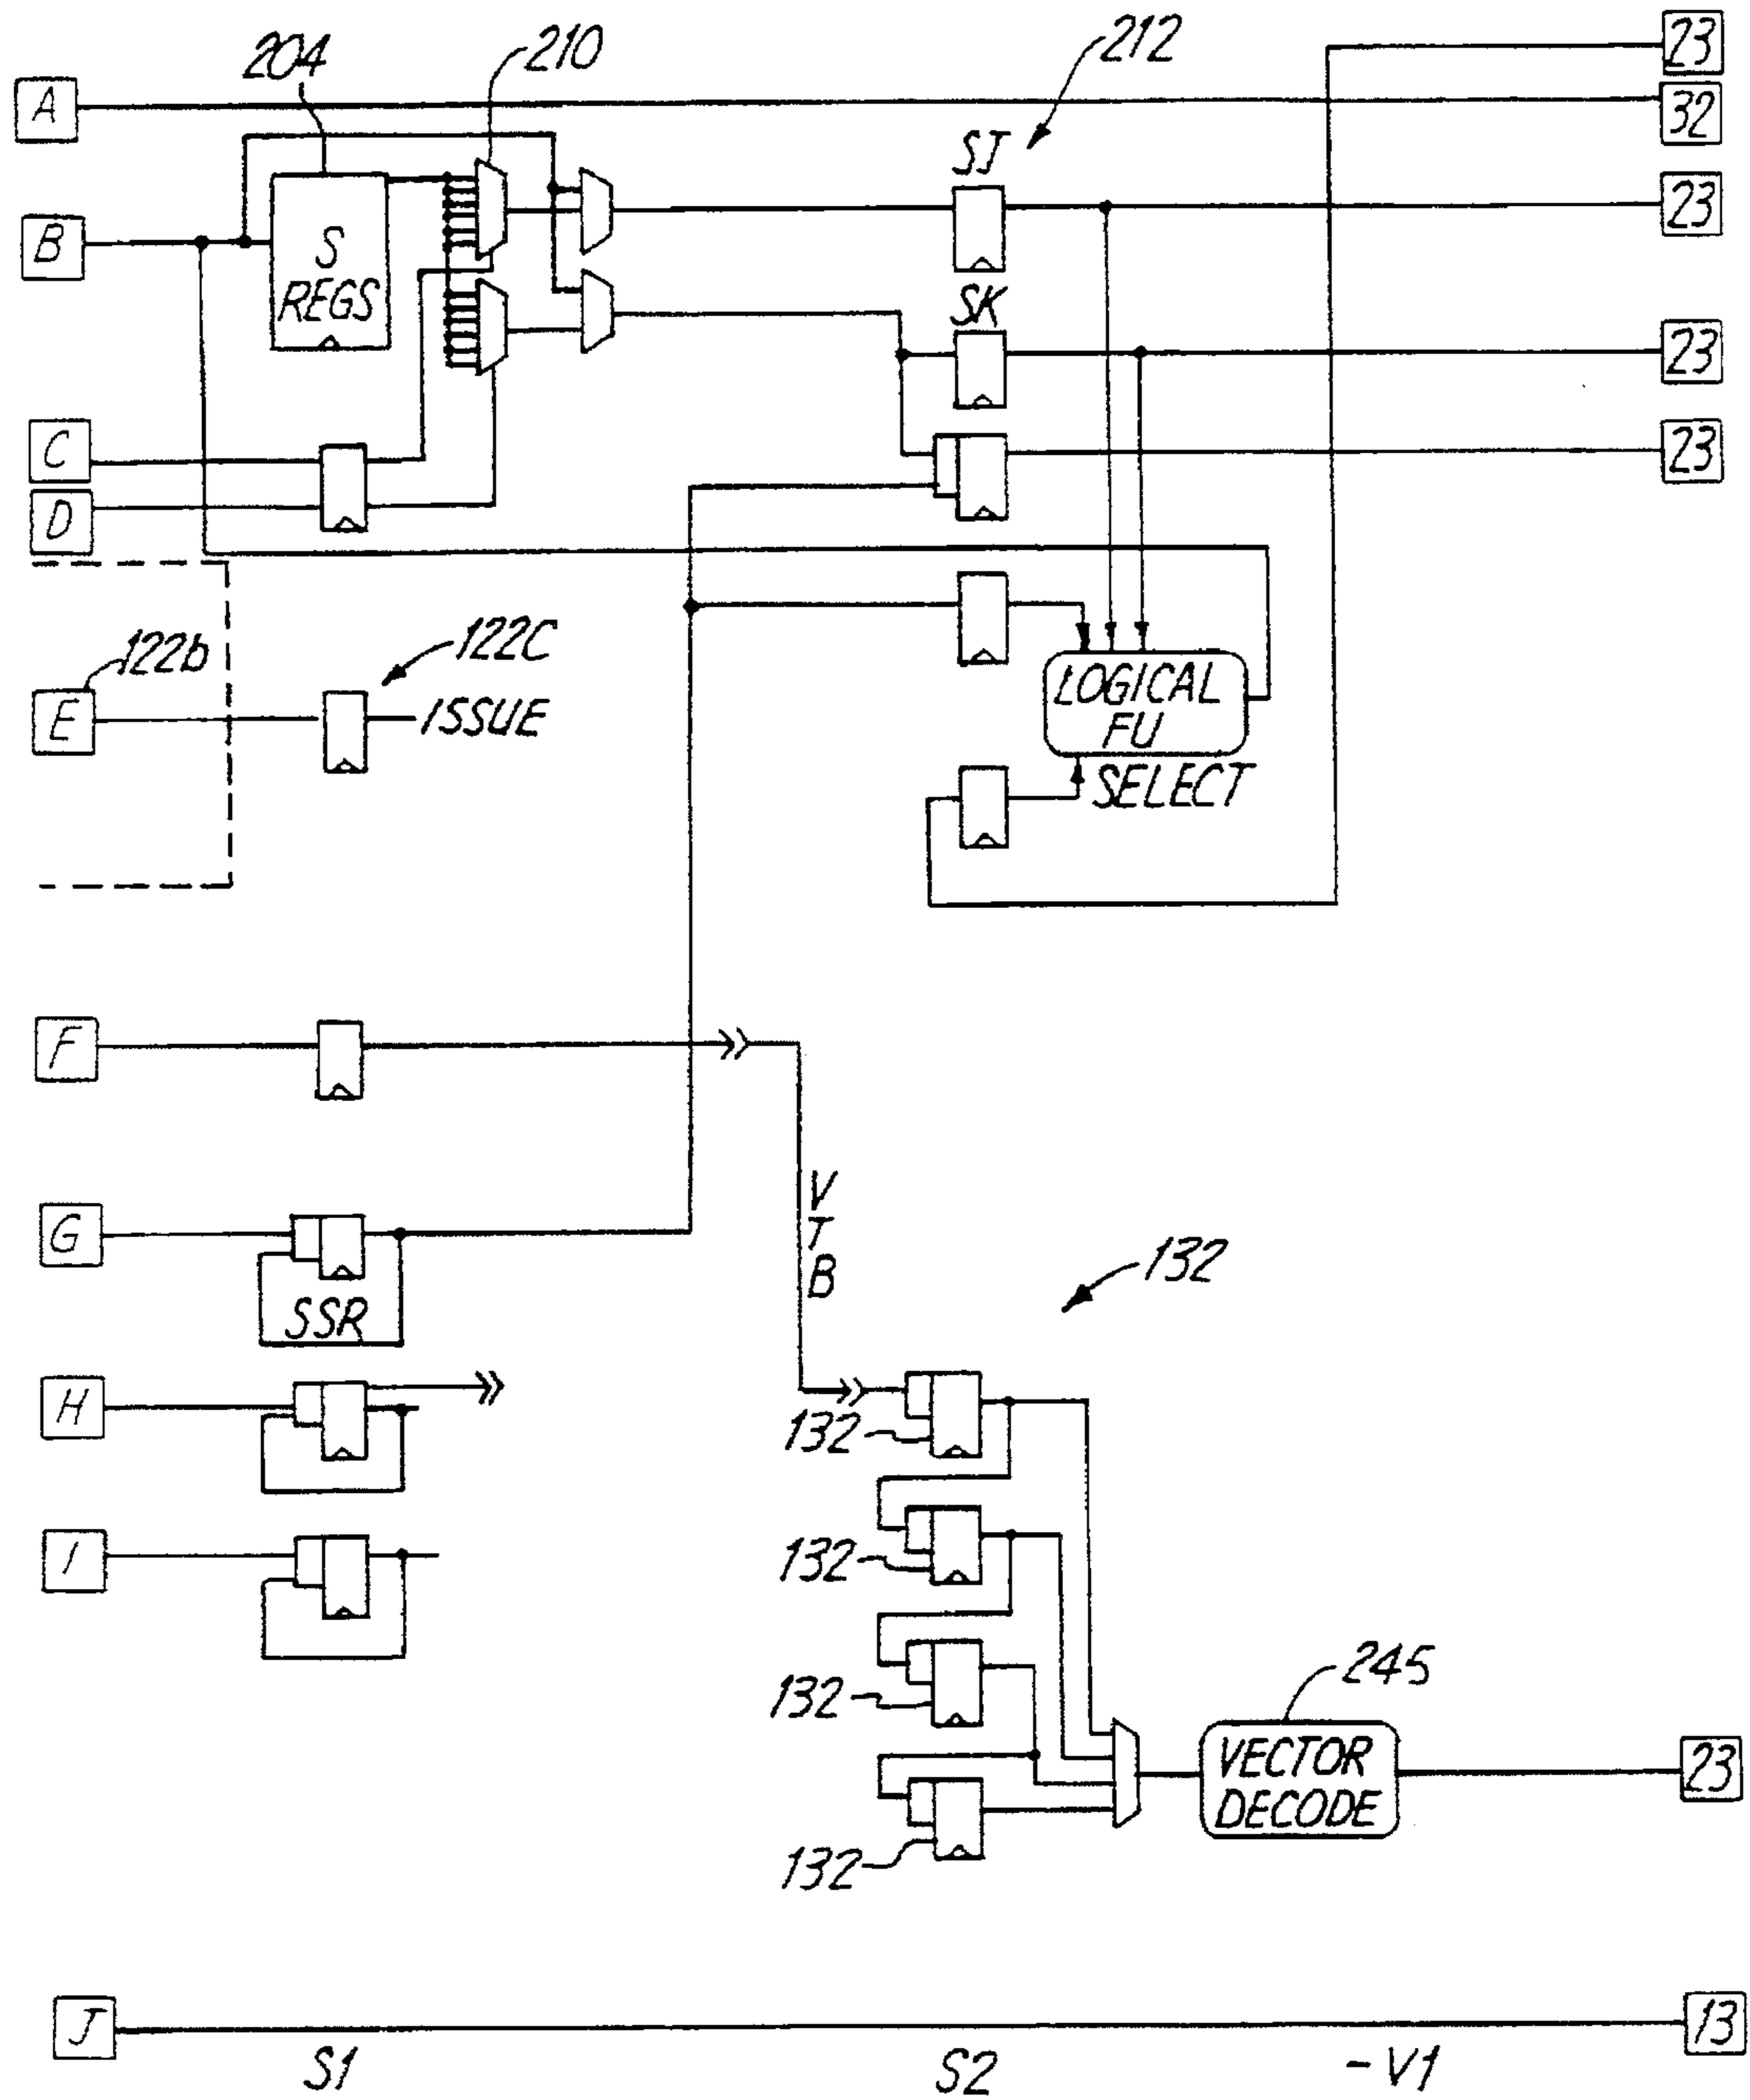 204
210
212
23
A
32
SJ
23
B
S
REGS
SK
23
C
23
D
122b
122C
E
ISSUE
LOGICAL
FU
SELECT
F
V
T
B
G
SSR
132
H
132
I
132
132
245
VECTOR
DECODE
23
132
J
13
S1
S2
-V1